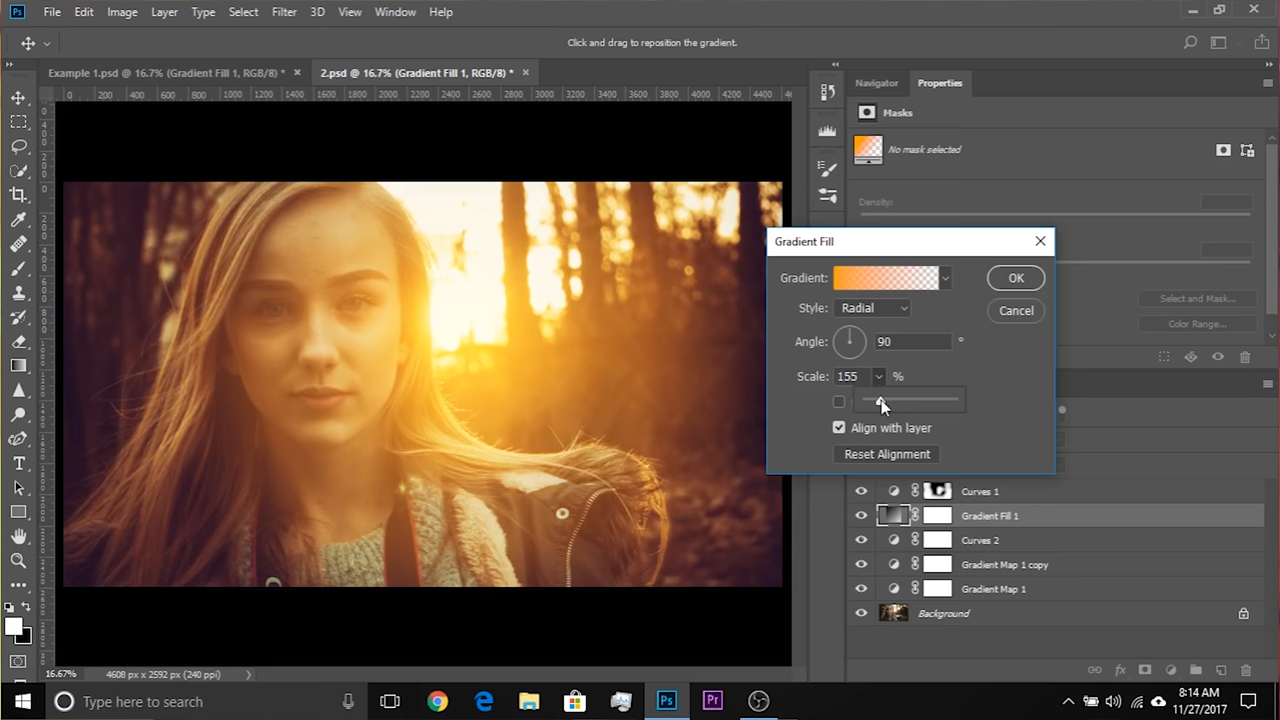 Ps File Edit Image Layer Type Select Filter 3D View Window Help
Click and drag to reposition the gradient.
Example 1.psd @ 16.7% (Gradient Fill 1, RGB/8) * × 2.psd @ 16.7% (Gradient Fill 1, RGB/8) * ×
0 200 400 600 800 1000 1200 1400 1600 1800 2000 2200 2400 2600 2800 3000 3200 3400 3600 3800 4000 4200 4400
Navigator Properties
Masks
No mask selected
Density:
Gradient Fill
Gradient: OK
Style: Radial Cancel
Angle: 90 °
Scale: 155 %
Align with layer
Reset Alignment
Select and Mask...
Color Range...
Curves 1
Gradient Fill 1
Curves 2
Gradient Map 1 copy
Gradient Map 1
Background
fx
16.67% 4608 px x 2592 px (240 ppi)
Type here to search
Ps Pr
8:14 AM
11/27/2017